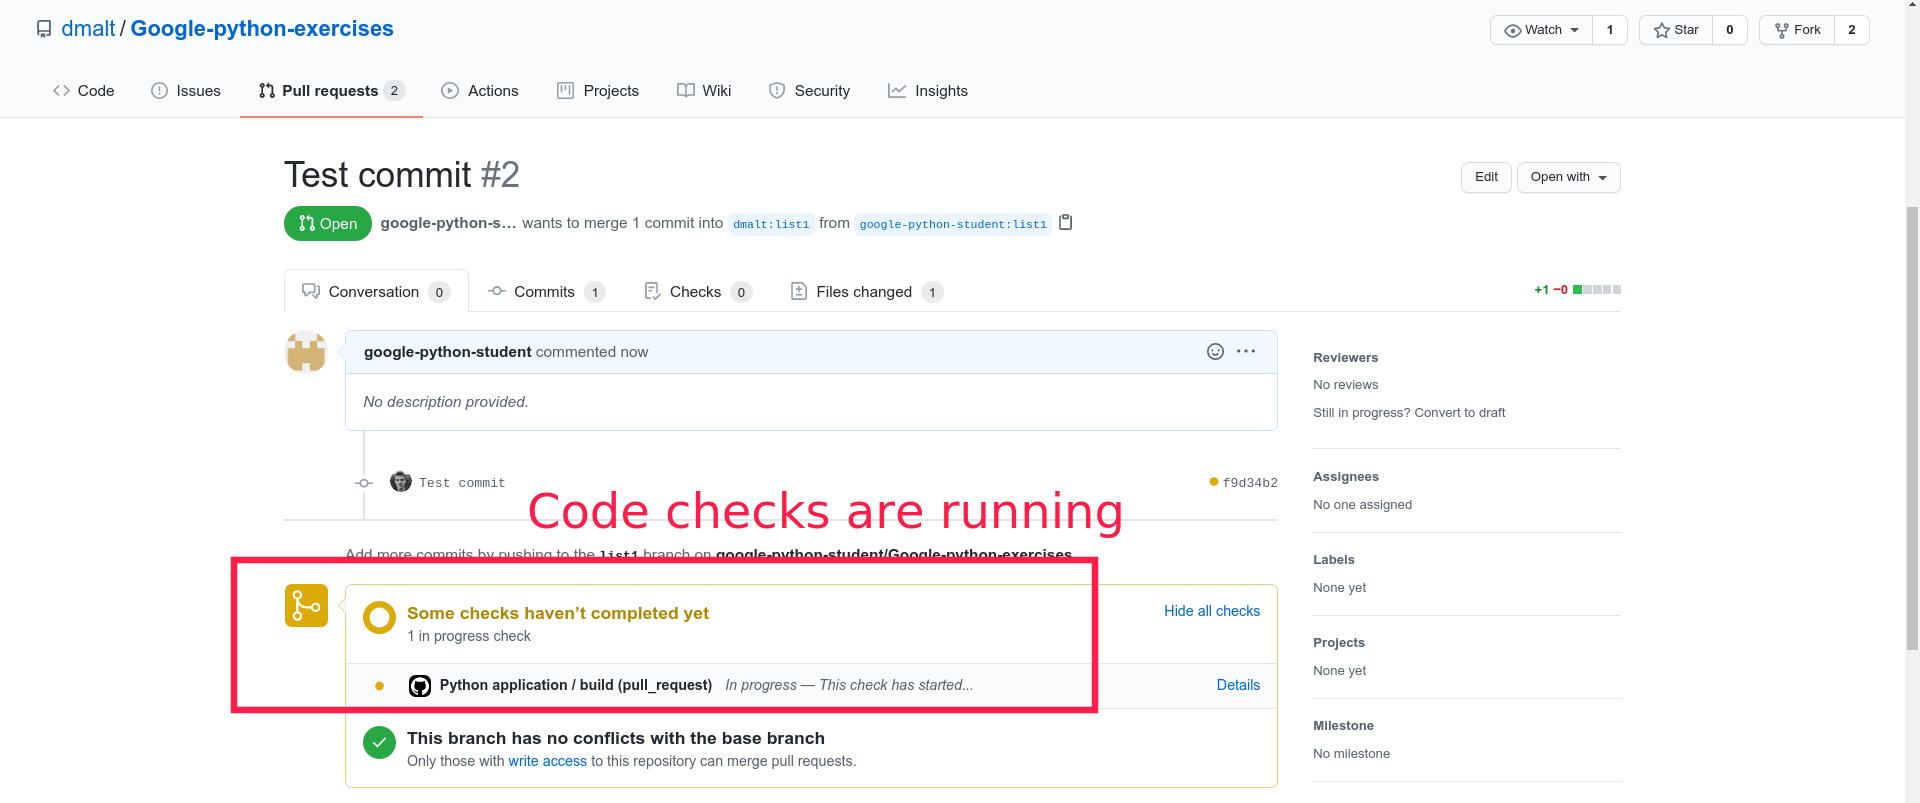 dmalt / Google-python-exercises
Watch 1 Star 0 Fork 2
Code Issues Pull requests 2 Actions Projects Wiki Security Insights
Test commit #2
Edit Open with
Open google-python-s... wants to merge 1 commit into dmalt:list1 from google-python-student:list1
Conversation 0 Commits 1 Checks 0 Files changed 1
+1 −0
google-python-student commented now
No description provided.
Reviewers
No reviews
Still in progress? Convert to draft
Test commit f9d34b2
Assignees
No one assigned
Code checks are running
Add more commits by pushing to the list1 branch on google-python-student/Google-python-exercises
Labels
None yet
Some checks haven't completed yet
1 in progress check
Hide all checks
Projects
None yet
Python application / build (pull_request) In progress — This check has started...
Details
Milestone
No milestone
This branch has no conflicts with the base branch
Only those with write access to this repository can merge pull requests.